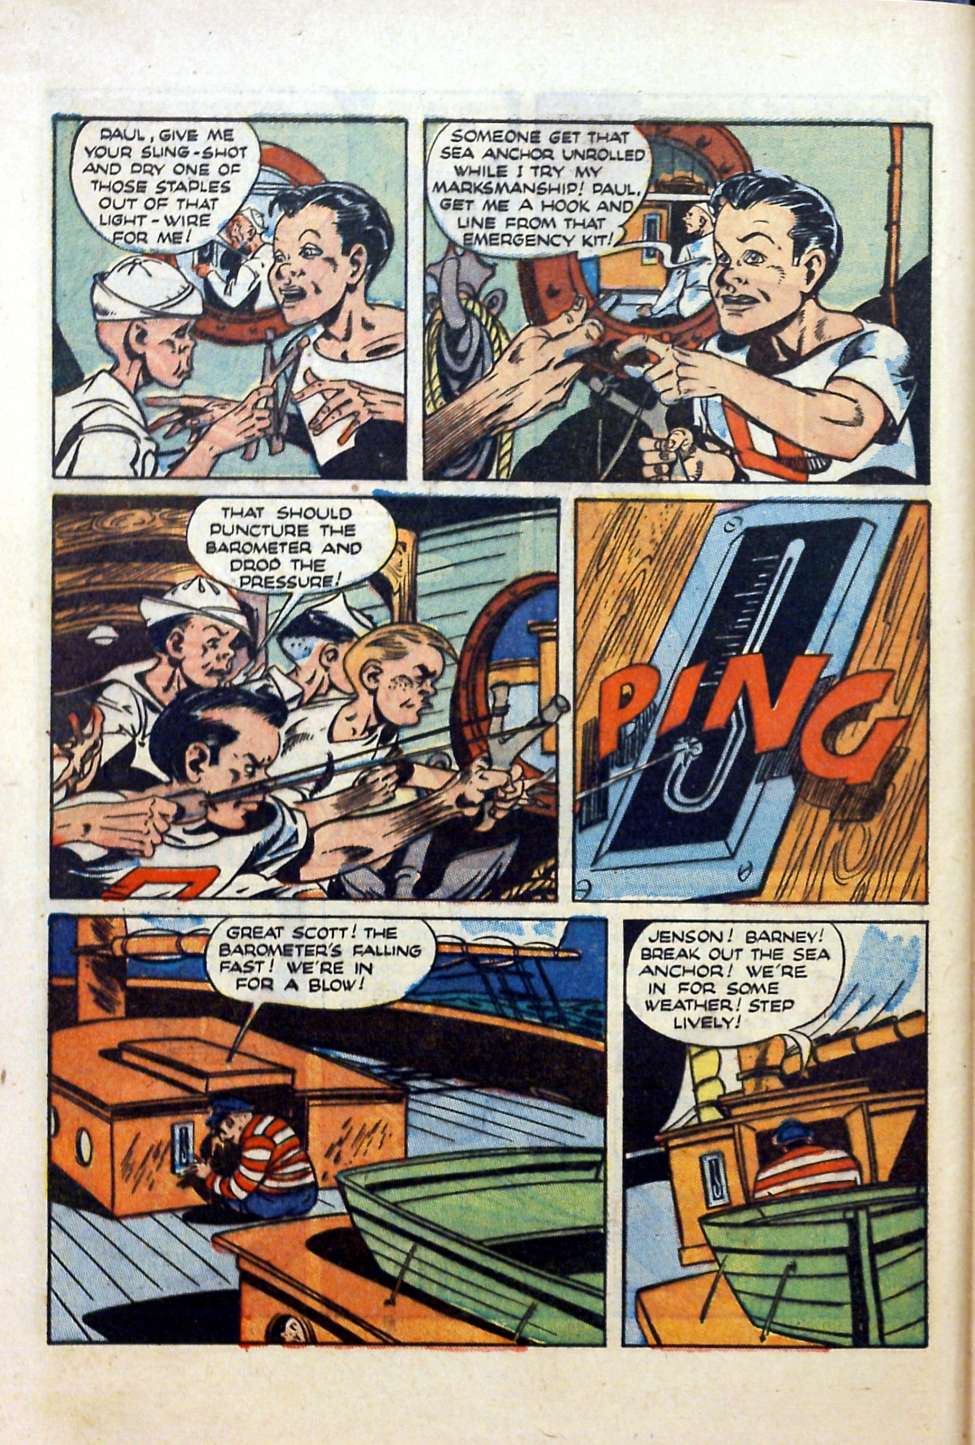 PAUL, GIVE ME
YOUR SLING-SHOT
AND PRY ONE OF
THOSE STAPLES
OUT OF THAT
LIGHT-WIRE
FOR ME!
SOMEONE GET THAT
SEA ANCHOR UNROLLED
WHILE I TRY MY
MARKSMANSHIP! PAUL,
GET ME A HOOK AND
LINE FROM THAT
EMERGENCY KIT!
THAT SHOULD
PUNCTURE THE
BAROMETER AND
DROP THE
PRESSURE!
PING
GREAT SCOTT! THE
BAROMETER'S FALLING
FAST! WE'RE IN
FOR A BLOW!
JENSON! BARNEY!
BREAK OUT THE SEA
ANCHOR! WE'RE
IN FOR SOME
WEATHER! STEP
LIVELY!